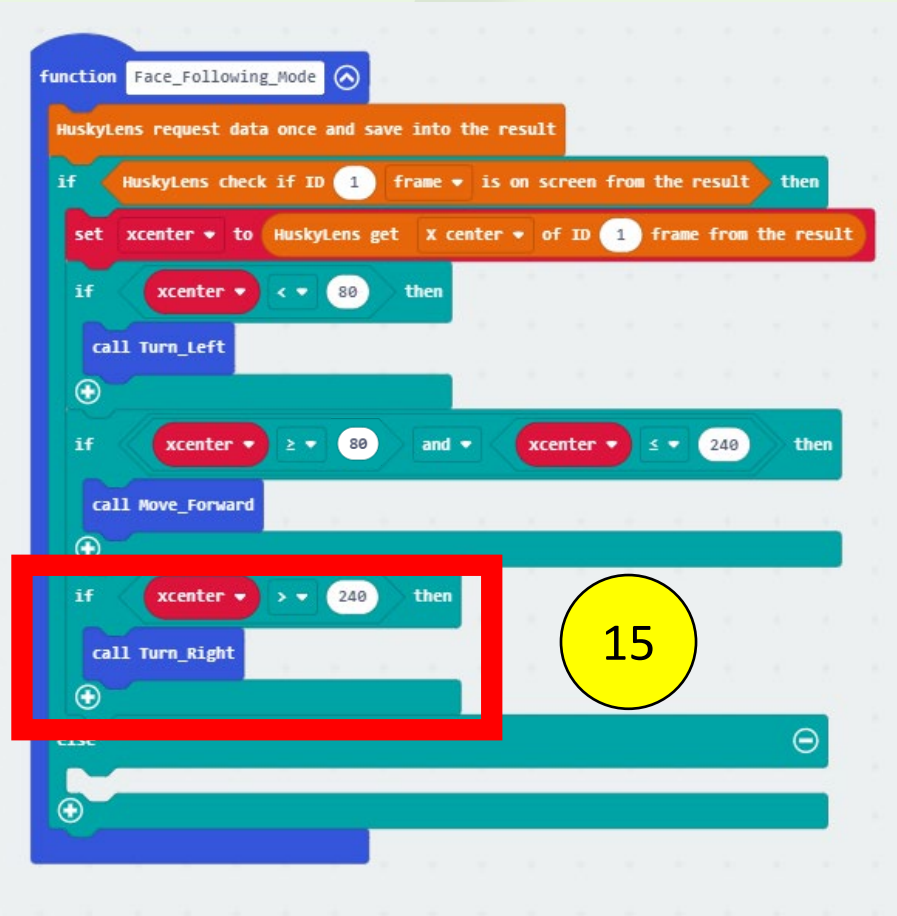 function Face_Following_Mode
HuskyLens request data once and save into the result
if HuskyLens check if ID 1 frame is on screen from the result then
set xcenter to HuskyLens get X center of ID 1 frame from the result
if xcenter < 80 then
call Turn_Left
if xcenter ≥ 80 and xcenter ≤ 240 then
call Move_Forward
if xcenter > 240 then
call Turn_Right
15
else